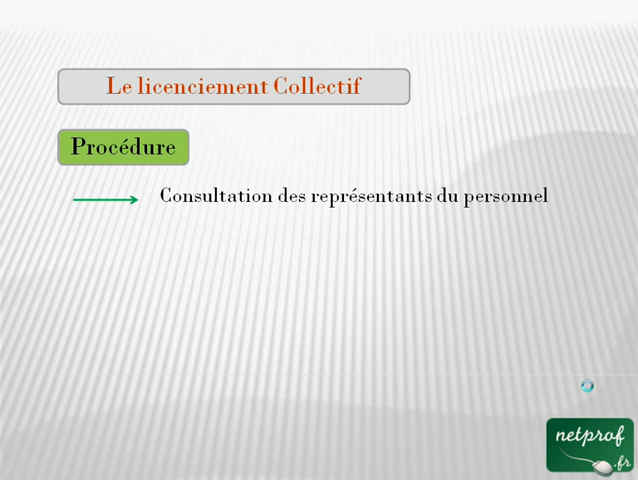 Le licenciement Collectif
Procédure
Consultation des représentants du personnel
netprof
.fr